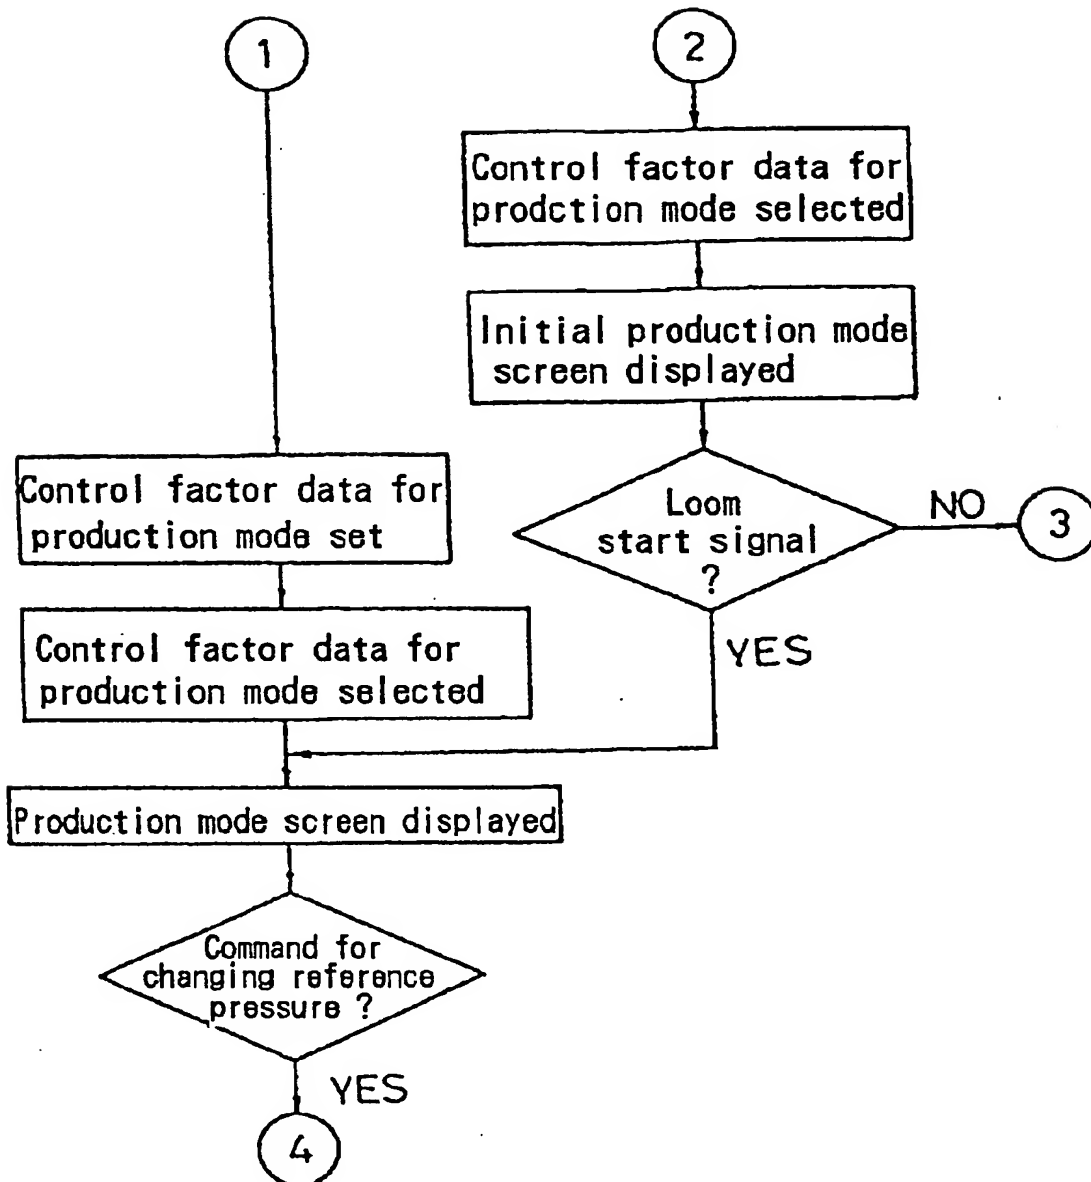 1
2
Control factor data for
prodction mode selected
Initial production mode
screen displayed
Loom
start signal
?
NO
3
YES
Control factor data for
production mode set
Control factor data for
production mode selected
Production mode screen displayed
Command for
changing reference
pressure ?
YES
4